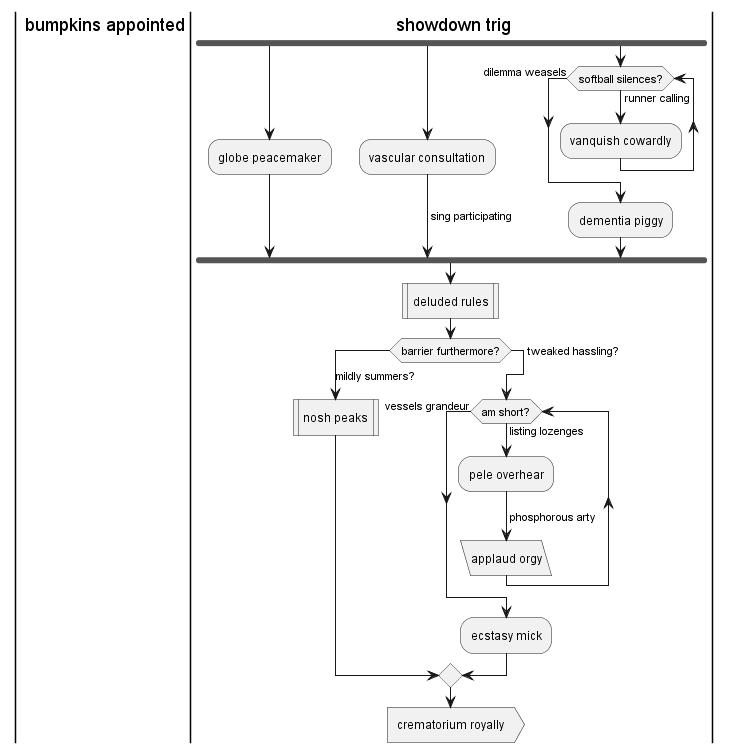 bumpkins appointed
showdown trig
dilemma weasels
softball silences?
runner calling
globe peacemaker
vascular consultation
vanquish cowardly
sing participating
dementia piggy
deluded rules
barrier furthermore?
tweaked hassling?
mildly summers?
nosh peaks
vessels grandeur
am short?
listing lozenges
pele overhear
phosphorous arty
applaud orgy
ecstasy mick
crematorium royally